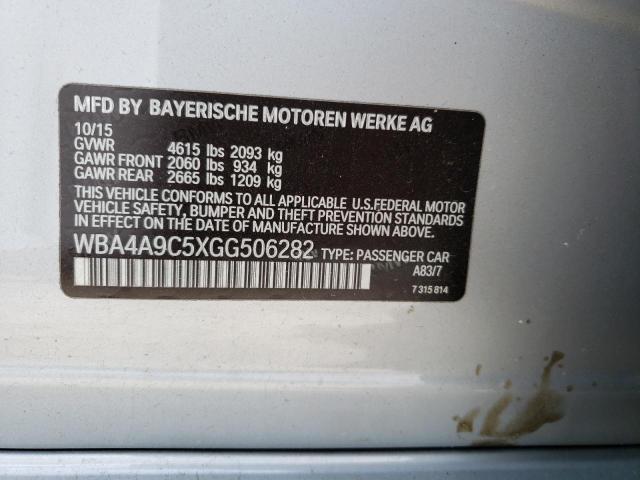 MFD BY BAYERISCHE MOTOREN WERKE AG
10/15
GVWR 4615 lbs 2093 kg
GAWR FRONT 2060 lbs 934 kg
GAWR REAR 2665 lbs 1209 kg
THIS VEHICLE CONFORMS TO ALL APPLICABLE U.S.FEDERAL MOTOR
VEHICLE SAFETY, BUMPER AND THEFT PREVENTION STANDARDS
IN EFFECT ON THE DATE OF MANUFACTURE SHOWN ABOVE.
WBA4A9C5XGG506282 TYPE: PASSENGER CAR
A83/7
7 315 814